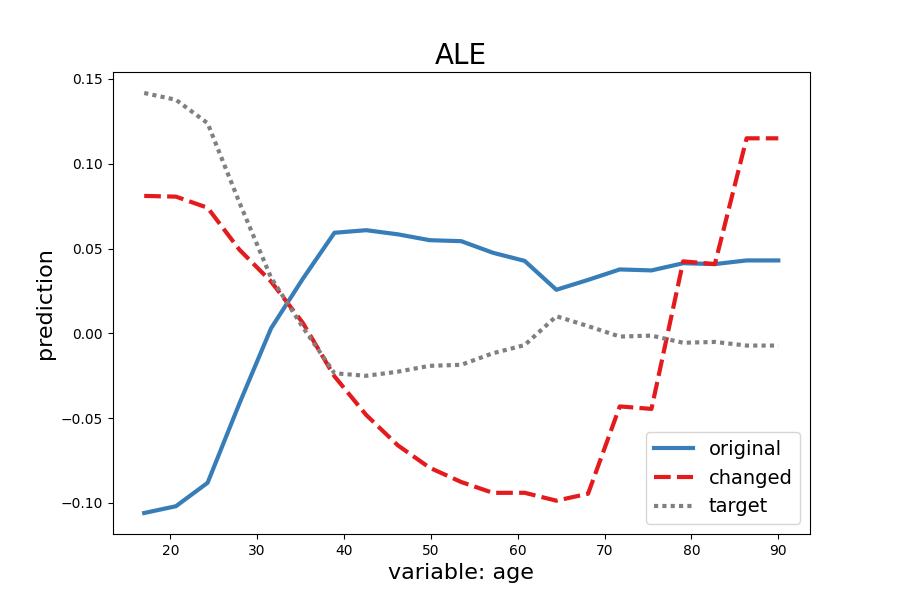 ALE
prediction
0.15
0.10
0.05
0.00
−0.05
−0.10
20 30 40 50 60 70 80 90
variable: age
original
changed
target